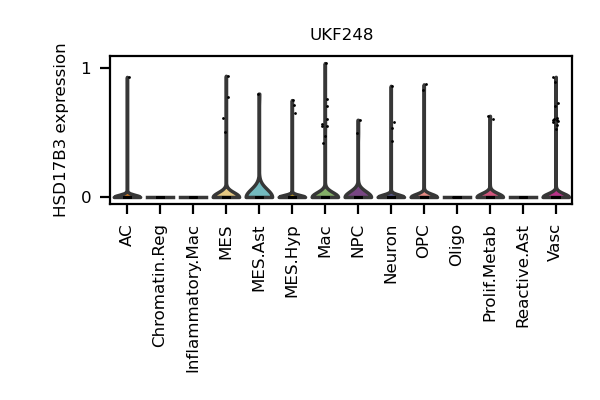 UKF248
HSD17B3 expression
1
0
AC
Chromatin.Reg
Inflammatory.Mac
MES
MES.Ast
MES.Hyp
Mac
NPC
Neuron
OPC
Oligo
Prolif.Metab
Reactive.Ast
Vasc